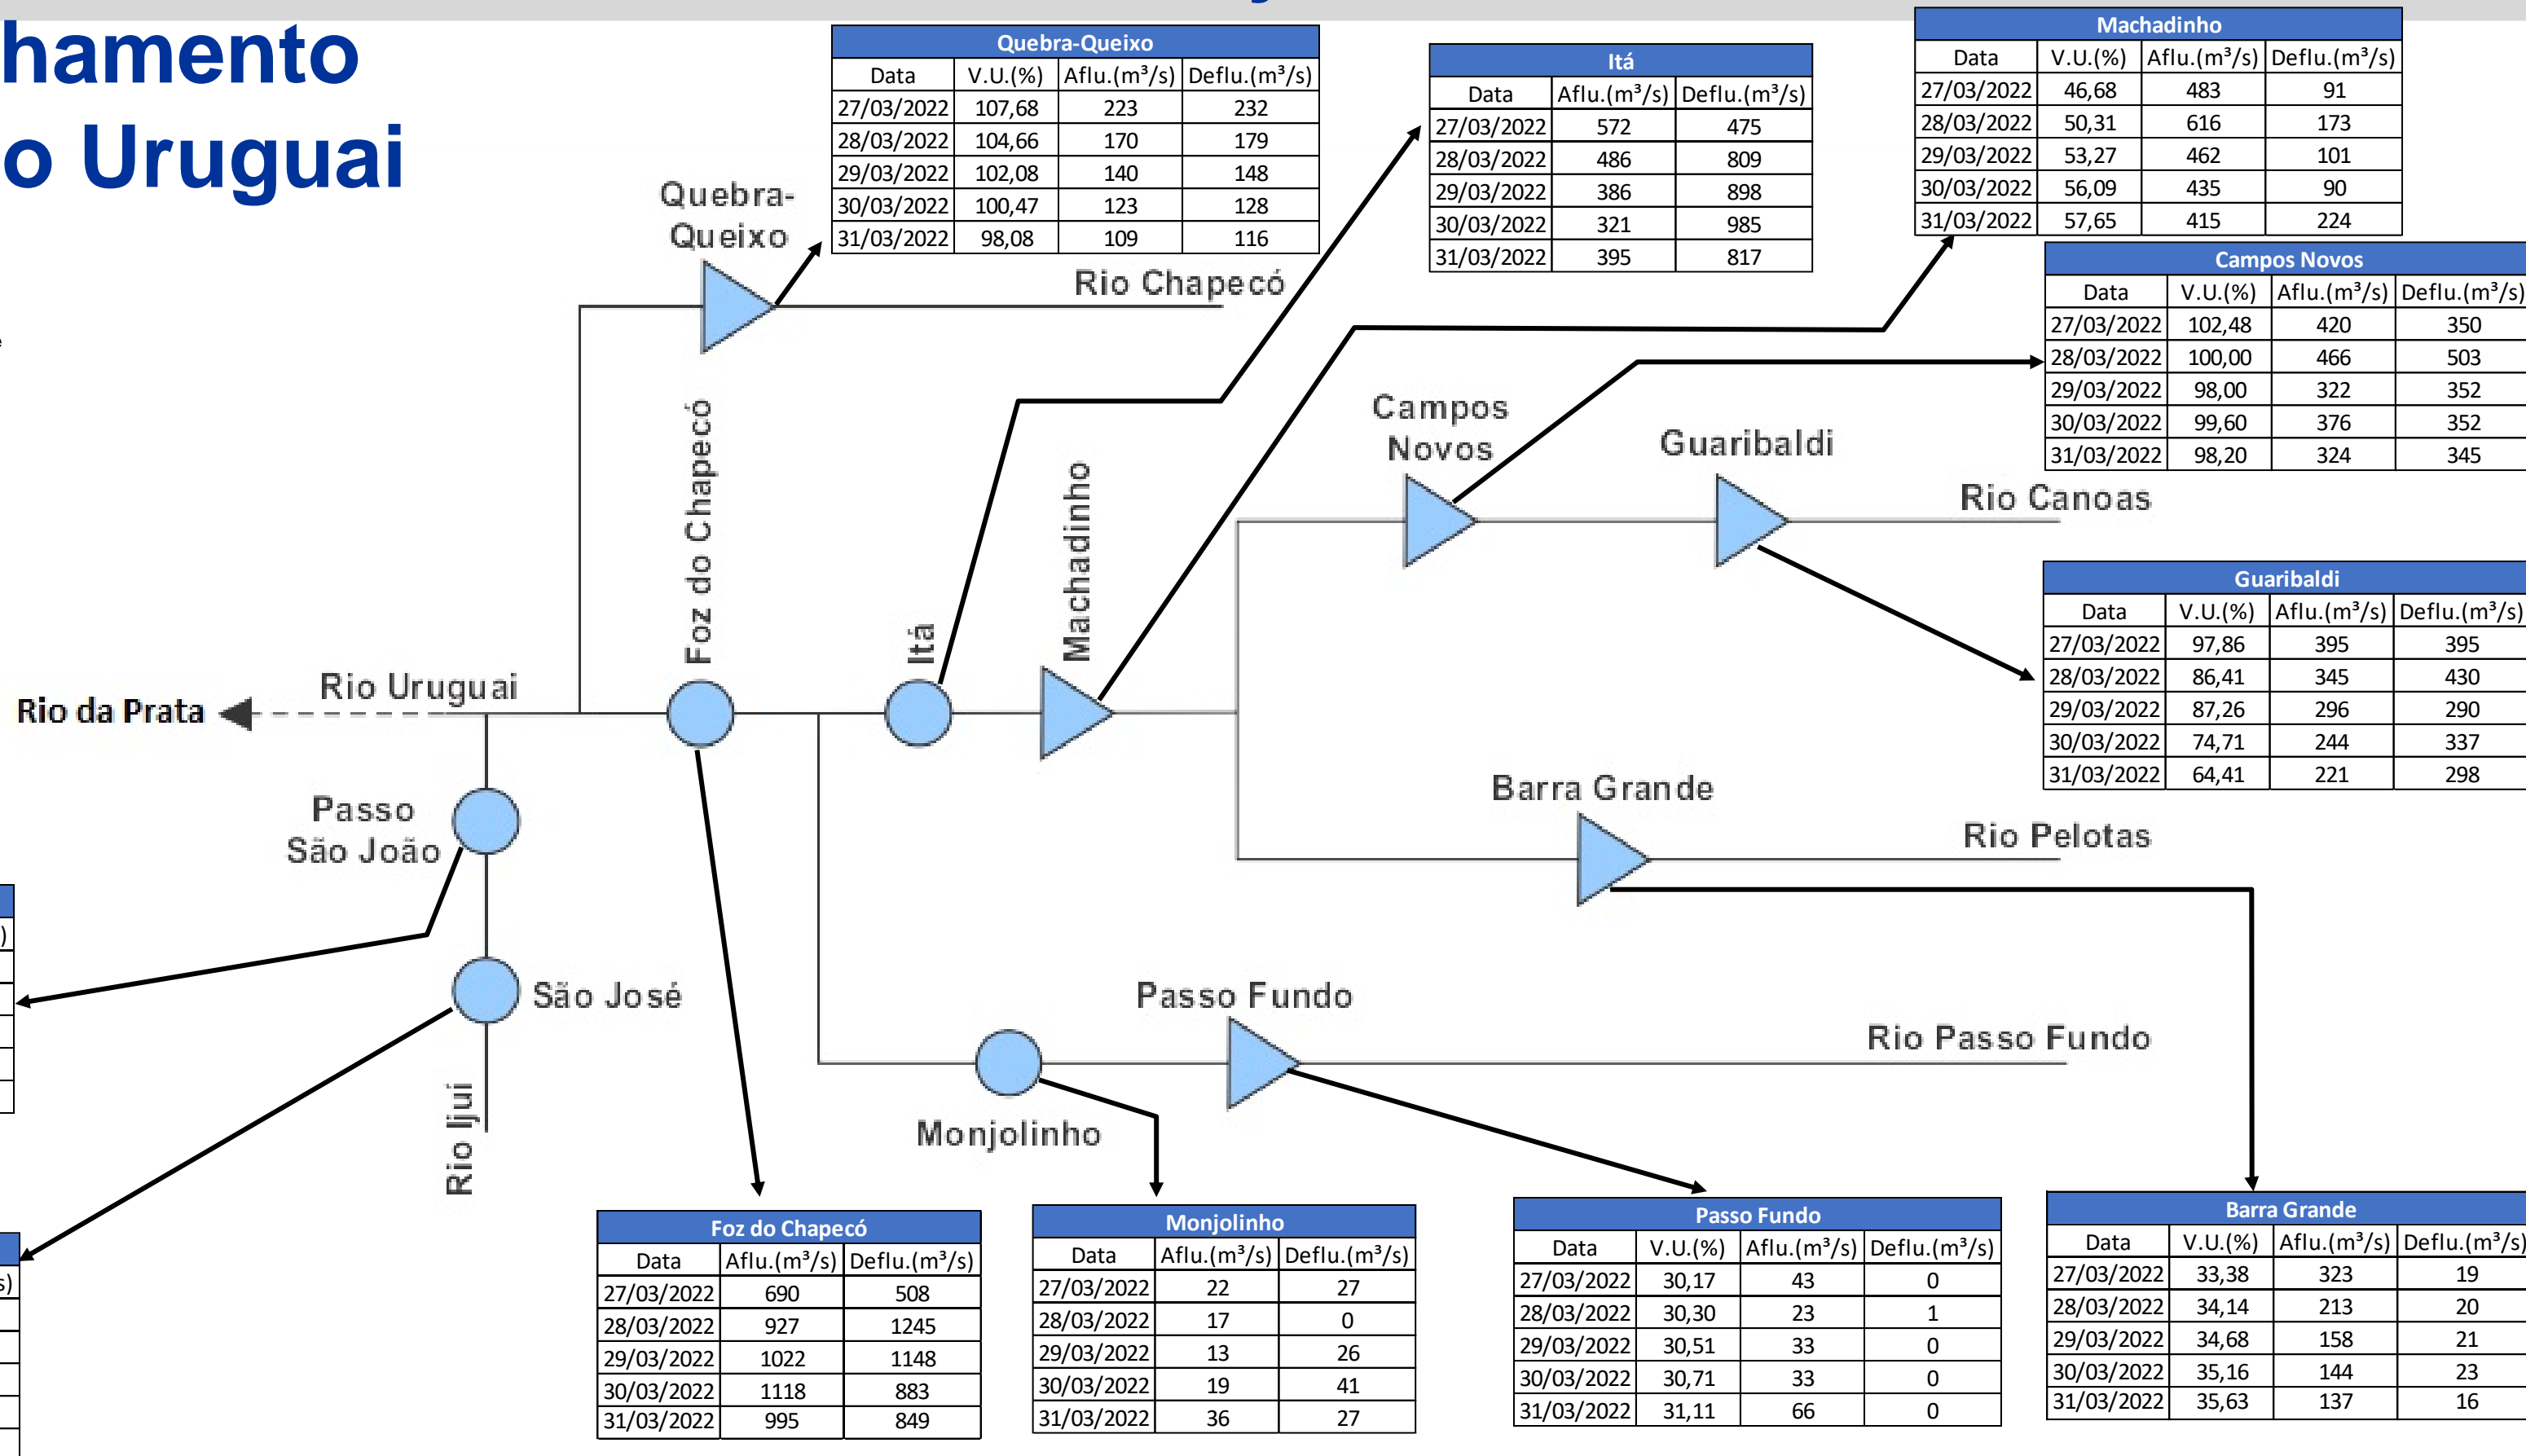 hamento
o Uruguai
Quebra-Queixo
Data V.U.(%) Aflu.(m³/s) Deflu.(m³/s)
27/03/2022 107,68 223 232
28/03/2022 104,66 170 179
29/03/2022 102,08 140 148
30/03/2022 100,47 123 128
31/03/2022 98,08 109 116
Itá
Data Aflu.(m³/s) Deflu.(m³/s)
27/03/2022 572 475
28/03/2022 486 809
29/03/2022 386 898
30/03/2022 321 985
31/03/2022 395 817
Machadinho
Data V.U.(%) Aflu.(m³/s) Deflu.(m³/s)
27/03/2022 46,68 483 91
28/03/2022 50,31 616 173
29/03/2022 53,27 462 101
30/03/2022 56,09 435 90
31/03/2022 57,65 415 224
Campos Novos
Data V.U.(%) Aflu.(m³/s) Deflu.(m³/s)
27/03/2022 102,48 420 350
28/03/2022 100,00 466 503
29/03/2022 98,00 322 352
30/03/2022 99,60 376 352
31/03/2022 98,20 324 345
Quebra-
Queixo
Rio Chapecó
Foz do Chapecó
Itá
Machadinho
Campos
Novos
Guaribaldi
Rio Canoas
Guaribaldi
Data V.U.(%) Aflu.(m³/s) Deflu.(m³/s)
27/03/2022 97,86 395 395
28/03/2022 86,41 345 430
29/03/2022 87,26 296 290
30/03/2022 74,71 244 337
31/03/2022 64,41 221 298
Rio da Prata
Rio Uruguai
Passo
São João
Barra Grande
Rio Pelotas
São José
Passo Fundo
Rio Passo Fundo
Rio Ijuí
Monjolinho
)
s)
Foz do Chapecó
Data Aflu.(m³/s) Deflu.(m³/s)
27/03/2022 690 508
28/03/2022 927 1245
29/03/2022 1022 1148
30/03/2022 1118 883
31/03/2022 995 849
Monjolinho
Data Aflu.(m³/s) Deflu.(m³/s)
27/03/2022 22 27
28/03/2022 17 0
29/03/2022 13 26
30/03/2022 19 41
31/03/2022 36 27
Passo Fundo
Data V.U.(%) Aflu.(m³/s) Deflu.(m³/s)
27/03/2022 30,17 43 0
28/03/2022 30,30 23 1
29/03/2022 30,51 33 0
30/03/2022 30,71 33 0
31/03/2022 31,11 66 0
Barra Grande
Data V.U.(%) Aflu.(m³/s) Deflu.(m³/s)
27/03/2022 33,38 323 19
28/03/2022 34,14 213 20
29/03/2022 34,68 158 21
30/03/2022 35,16 144 23
31/03/2022 35,63 137 16